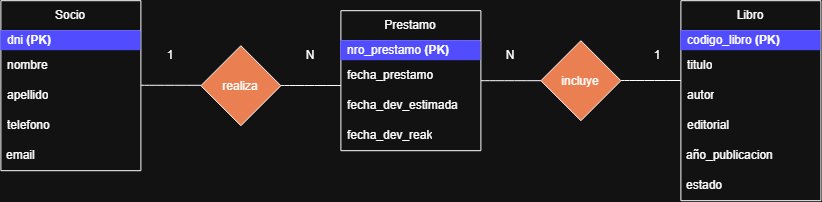 Socio
dni (PK)
nombre
apellido
telefono
email
1
realiza
N
Prestamo
nro_prestamo (PK)
fecha_prestamo
fecha_dev_estimada
fecha_dev_reak
N
incluye
1
Libro
codigo_libro (PK)
titulo
autor
editorial
año_publicacion
estado